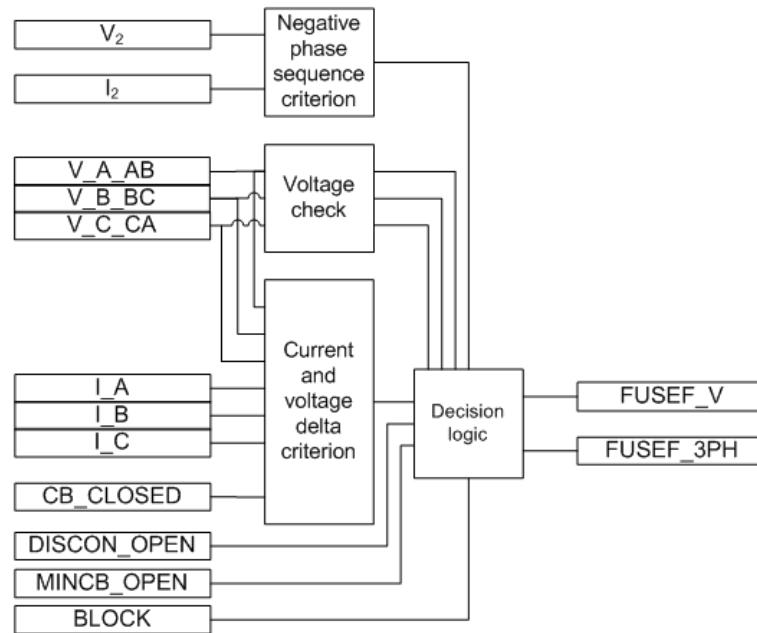 V₂
Negative
phase
sequence
criterion
I₂
V_A_AB
V_B_BC
V_C_CA
Voltage
check
Current
and
voltage
delta
criterion
I_A
I_B
I_C
CB_CLOSED
DISCON_OPEN
MINCB_OPEN
BLOCK
Decision
logic
FUSEF_V
FUSEF_3PH